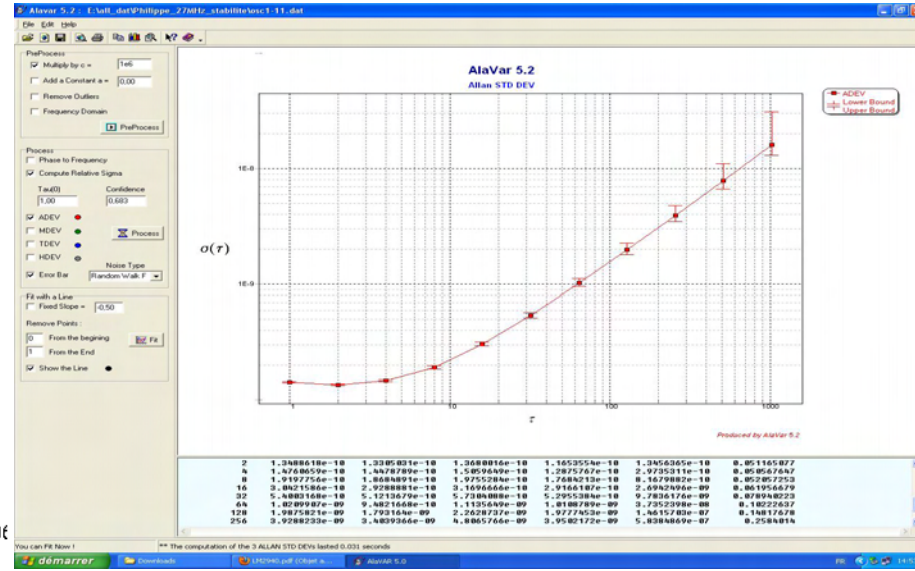 Alavar 5.2 : E:\all_dat\Philippe_27MHz_stabilite\osc1-11.dat
File Edit Help
PreProcess
Multiply by c = 1e6
Add a Constant a = 0,00
Remove Outliers
Frequency Domain
PreProcess
Process
Phase to Frequency
Compute Relative Sigma
Tau(0) Confidence
1,00 0,683
ADEV
MDEV
Process
TDEV
HDEV
Noise Type
Error Bar Random Walk F
Fit with a Line
Fixed Slope = -0,50
Remove Points :
0 From the begining
Fit
1 From the End
Show the Line
AlaVar 5.2
Allan STD DEV
ADEV
Lower Bound
Upper Bound
1E-8
σ(τ)
1E-9
1 10 100 1000
τ
Produced by AlaVar 5.2
2 1.3488618e-10 1.3305031e-10 1.3680016e-10 1.1653554e-10 1.3456365e-10 0.051165077
4 1.4760659e-10 1.4478789e-10 1.5059649e-10 1.2875767e-10 2.9735311e-10 0.050567647
8 1.9197756e-10 1.8684891e-10 1.9755284e-10 1.7684213e-10 8.1679882e-10 0.052057253
16 3.0421586e-10 2.9288881e-10 3.1696666e-10 2.9166107e-10 2.6942496e-09 0.061956679
32 5.4003168e-10 5.1213679e-10 5.7304088e-10 5.2955384e-10 9.7836176e-09 0.078940223
64 1.0209907e-09 9.4821668e-10 1.1135649e-09 1.0108789e-09 3.7352398e-08 0.10222637
128 1.9875821e-09 1.793164e-09 2.2628737e-09 1.9777453e-09 1.4615703e-07 0.14817678
256 3.9288233e-09 3.4039366e-09 4.8065766e-09 3.9502172e-09 5.8384869e-07 0.2584014
You can Fit Now ! ** The computation of the 3 ALLAN STD DEVs lasted 0.031 seconds
démarrer Downloads LM2940.pdf (Objet a... AlaVAR 5.0 FR